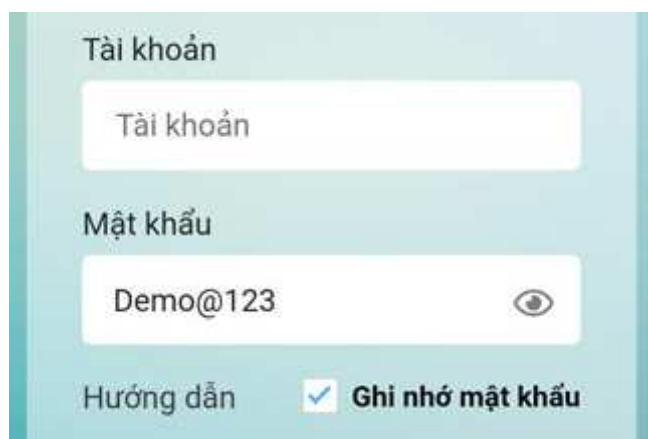 Tài khoản
Tài khoản
Mật khẩu
Demo@123
Hướng dẫn Ghi nhớ mật khẩu